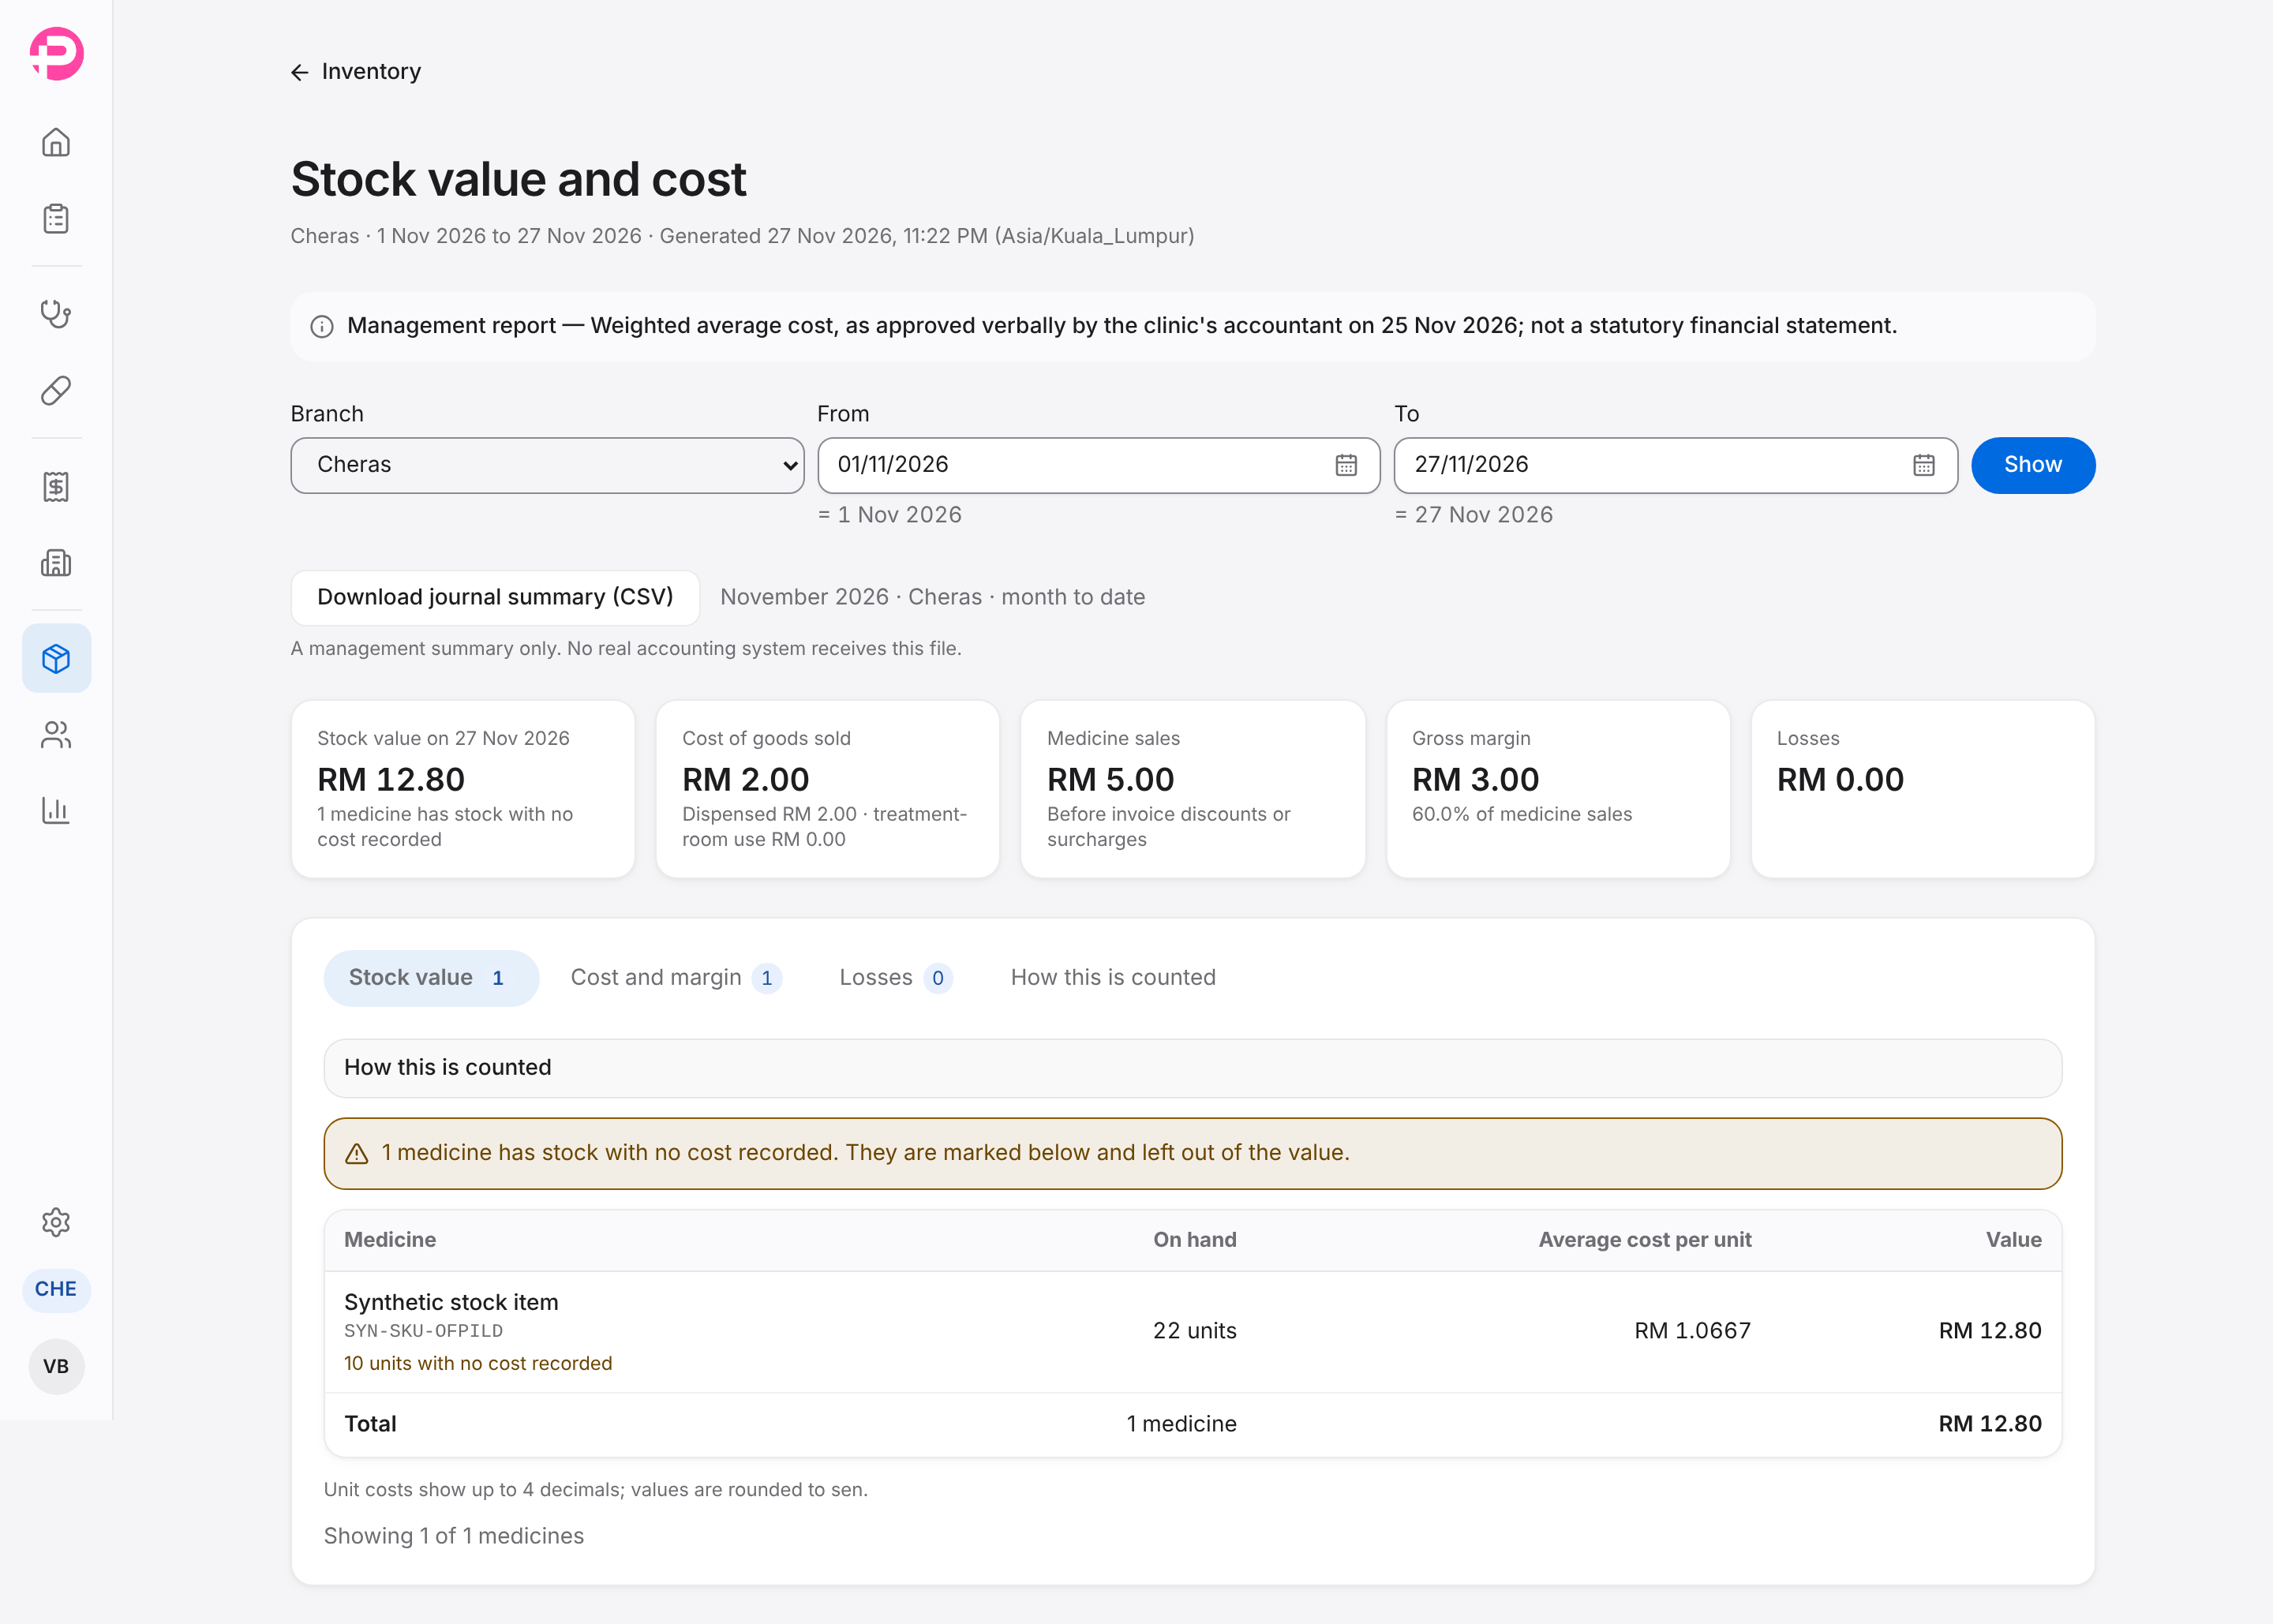 Inventory
Stock value and cost
Cheras · 1 Nov 2026 to 27 Nov 2026 · Generated 27 Nov 2026, 11:22 PM (Asia/Kuala_Lumpur)
Management report — Weighted average cost, as approved verbally by the clinic's accountant on 25 Nov 2026; not a statutory financial statement.
Branch
From
To
Cheras
01/11/2026
27/11/2026
Show
= 1 Nov 2026
= 27 Nov 2026
Download journal summary (CSV)
November 2026 · Cheras · month to date
A management summary only. No real accounting system receives this file.
Stock value on 27 Nov 2026
RM 12.80
1 medicine has stock with no
cost recorded
Cost of goods sold
RM 2.00
Dispensed RM 2.00 · treatment-
room use RM 0.00
Medicine sales
RM 5.00
Before invoice discounts or
surcharges
Gross margin
RM 3.00
60.0% of medicine sales
Losses
RM 0.00
Stock value 1
Cost and margin 1
Losses 0
How this is counted
How this is counted
1 medicine has stock with no cost recorded. They are marked below and left out of the value.
Medicine On hand Average cost per unit Value
Synthetic stock item
SYN-SKU-OFPILD
10 units with no cost recorded
22 units
RM 1.0667
RM 12.80
Total 1 medicine RM 12.80
Unit costs show up to 4 decimals; values are rounded to sen.
Showing 1 of 1 medicines
CHE
VB